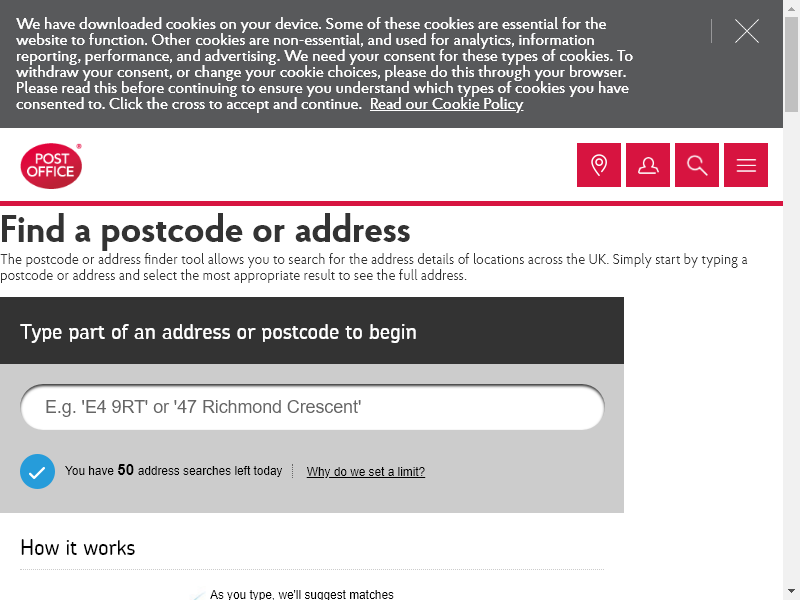 We have downloaded cookies on your device. Some of these cookies are essential for the
website to function. Other cookies are non-essential, and used for analytics, information
reporting, performance, and advertising. We need your consent for these types of cookies. To
withdraw your consent, or change your cookie choices, please do this through your browser.
Please read this before continuing to ensure you understand which types of cookies you have
consented to. Click the cross to accept and continue. Read our Cookie Policy
POST
OFFICE
Find a postcode or address
The postcode or address finder tool allows you to search for the address details of locations across the UK. Simply start by typing a
postcode or address and select the most appropriate result to see the full address.
Type part of an address or postcode to begin
E.g. 'E4 9RT' or '47 Richmond Crescent'
You have 50 address searches left today Why do we set a limit?
How it works
As you type, we'll suggest matches